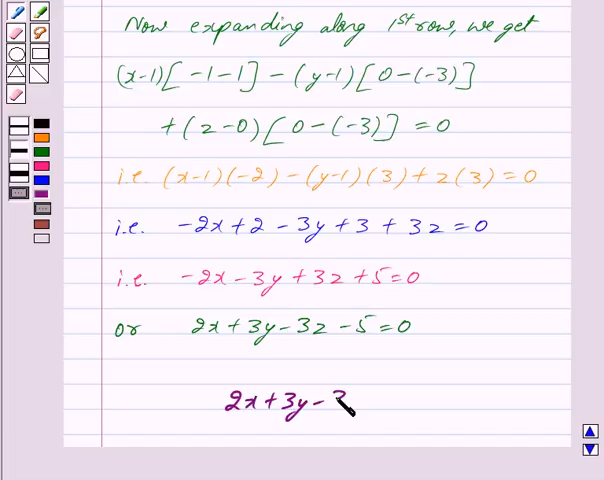 Now expanding along 1st row, we get
(x-1)[-1-1] - (y-1)[0-(-3)]
+(z-0)[0-(-3)] = 0
i.e. (x-1)(-2) - (y-1)(3) + z(3) = 0
i.e. -2x + 2 - 3y + 3 + 3z = 0
i.e -2x - 3y + 3z + 5 = 0
or 2x + 3y - 3z - 5 = 0
2x + 3y - 3